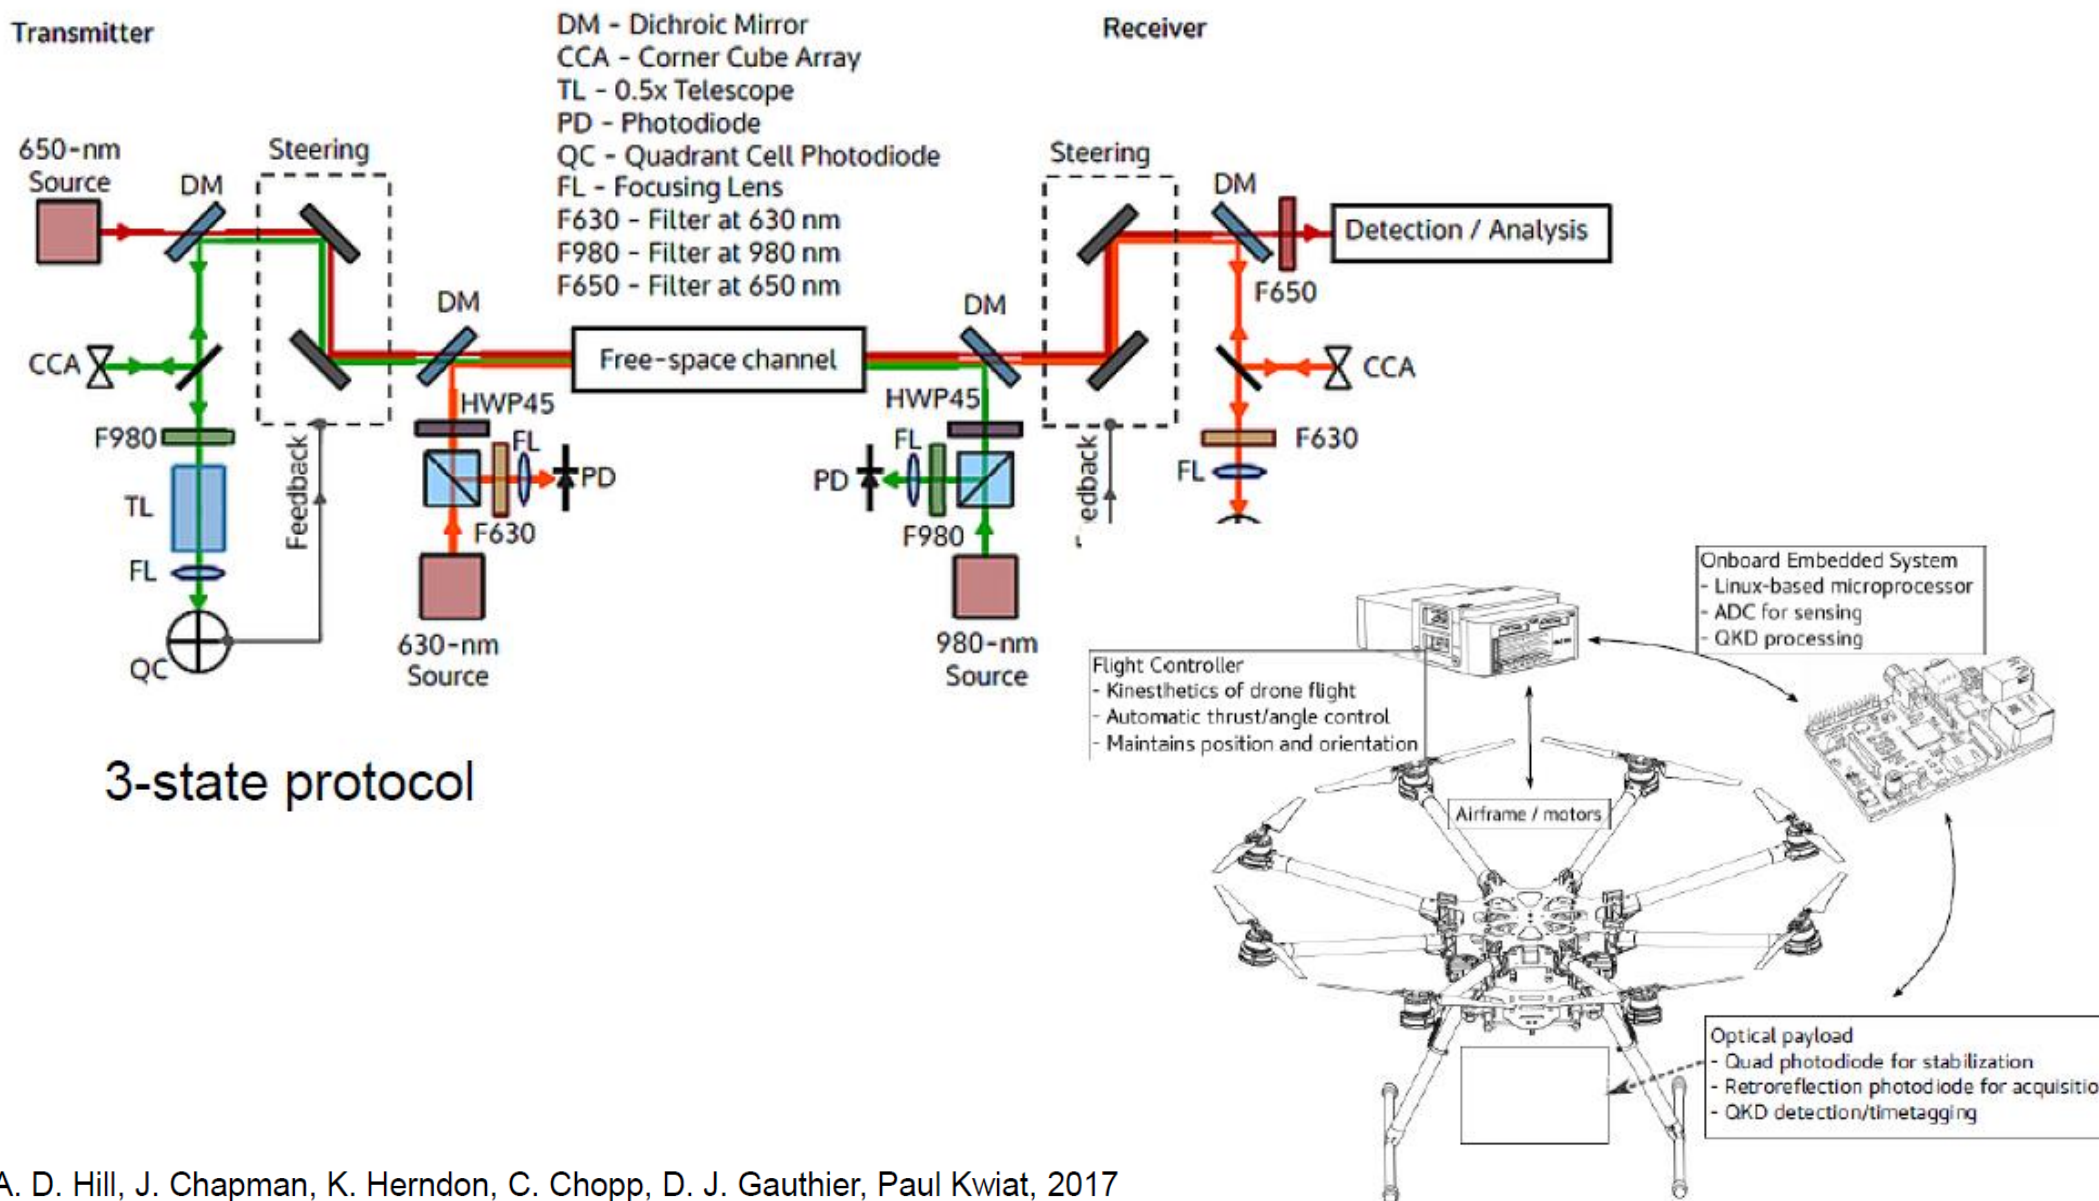 Transmitter
DM - Dichroic Mirror
CCA - Corner Cube Array
TL - 0.5x Telescope
PD - Photodiode
QC - Quadrant Cell Photodiode
FL - Focusing Lens
F630 - Filter at 630 nm
F980 - Filter at 980 nm
F650 - Filter at 650 nm
Receiver
650-nm
Source
DM
Steering
DM
CCA
F980
TL
FL
QC
Feedback
HWP45
FL
PD
F630
630-nm
Source
Free-space channel
DM
HWP45
FL
PD
F980
980-nm
Source
Steering
DM
F650
Detection / Analysis
CCA
F630
FL
edback
3-state protocol
Flight Controller
- Kinesthetics of drone flight
- Automatic thrust/angle control
- Maintains position and orientation
Onboard Embedded System
- Linux-based microprocessor
- ADC for sensing
- QKD processing
Airframe / motors
Optical payload
- Quad photodiode for stabilization
- Retroreflection photodiode for acquisitio
- QKD detection/timetagging
A. D. Hill, J. Chapman, K. Herndon, C. Chopp, D. J. Gauthier, Paul Kwiat, 2017